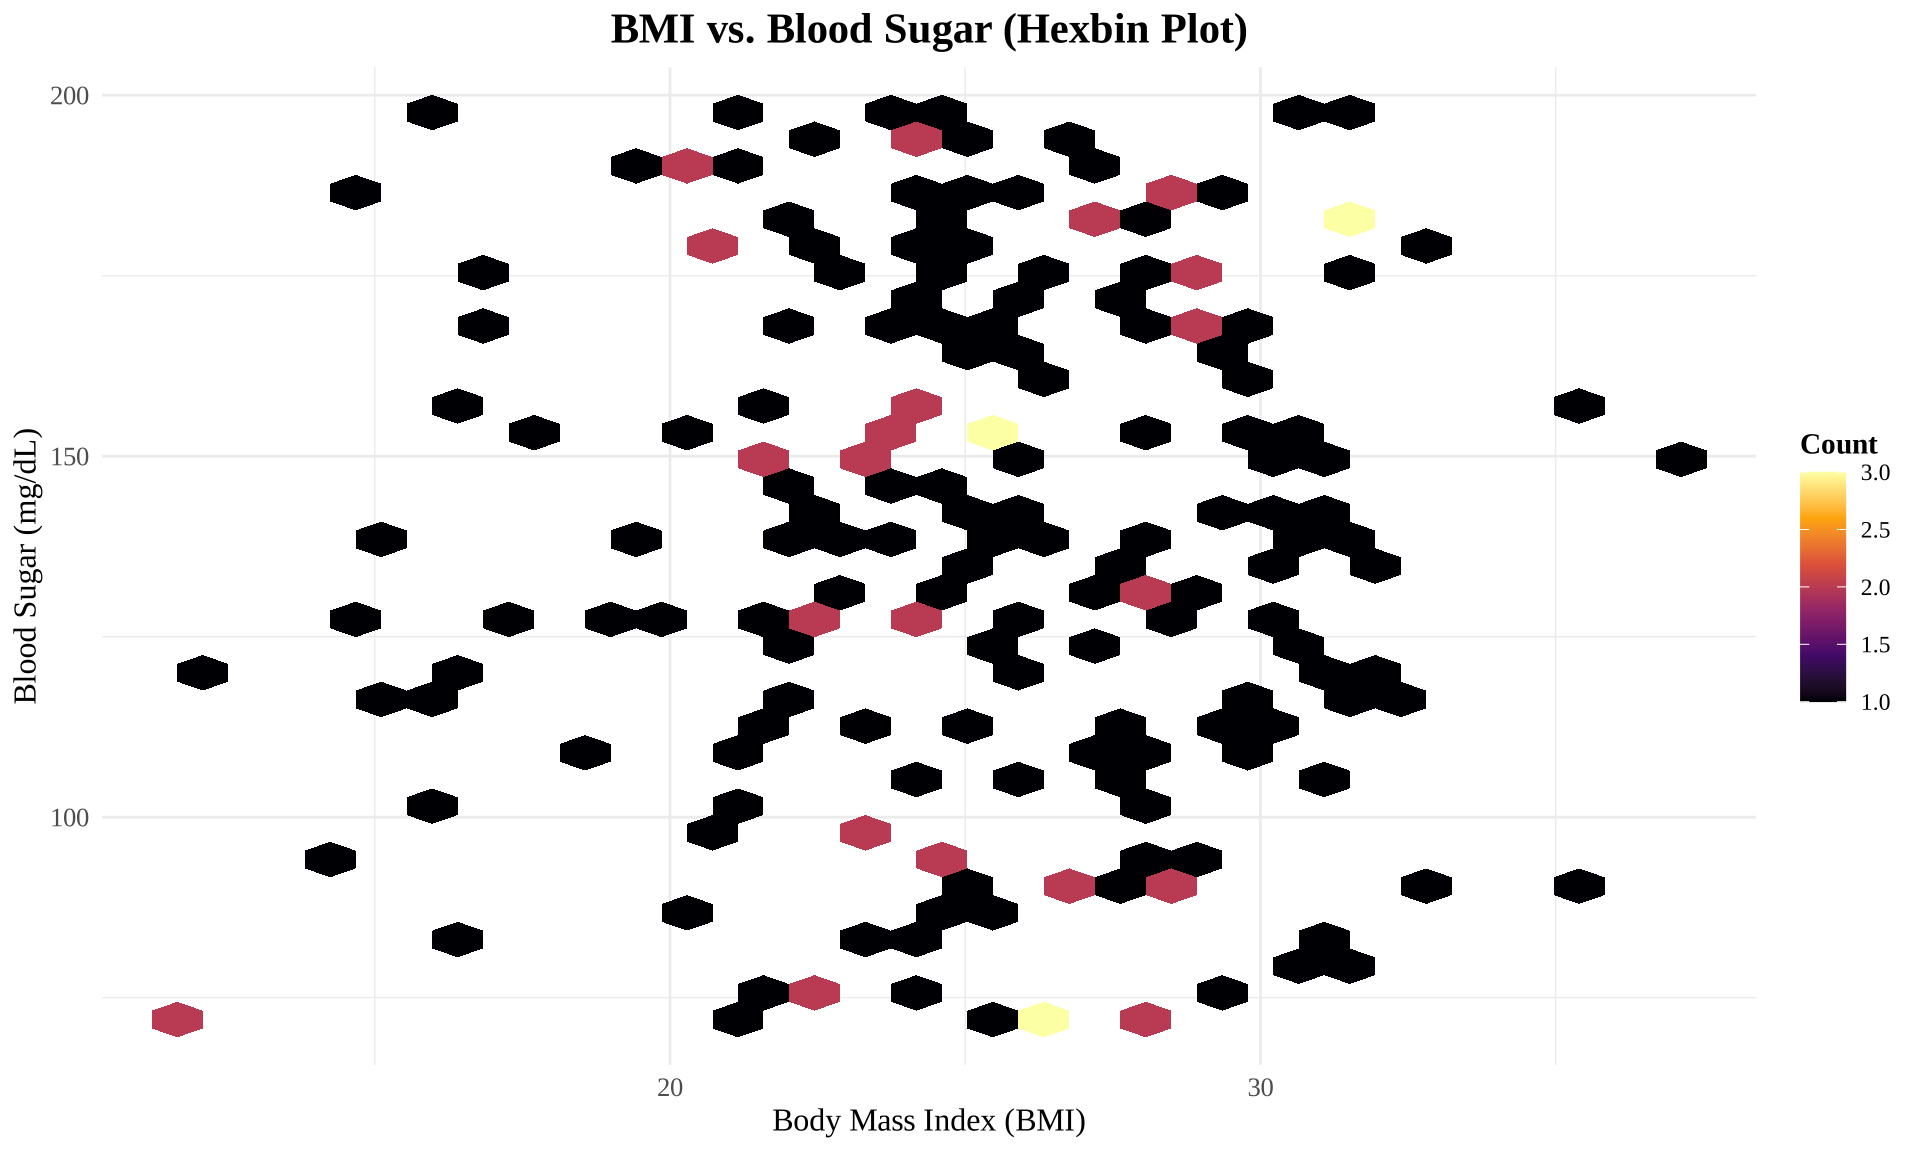 BMI vs. Blood Sugar (Hexbin Plot)
200
150
100
Blood Sugar (mg/dL)
20
30
Body Mass Index (BMI)
Count
3.0
2.5
2.0
1.5
1.0